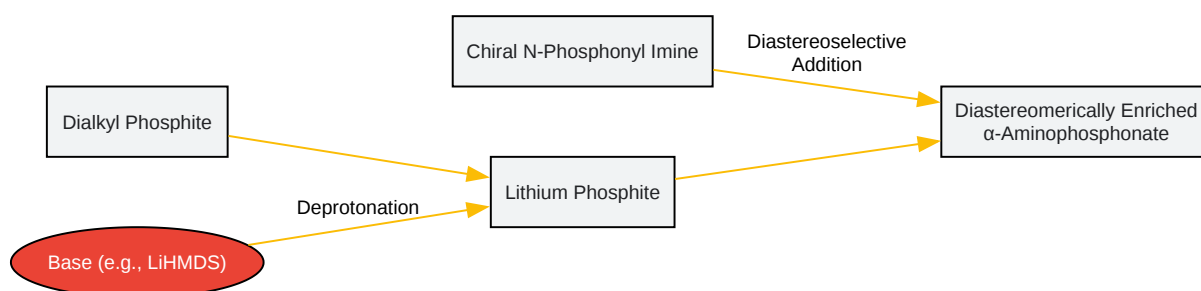 Chiral N-Phosphonyl Imine
Diastereoselective
Addition
Dialkyl Phosphite
Diastereomerically Enriched
α-Aminophosphonate
Lithium Phosphite
Deprotonation
Base (e.g., LiHMDS)